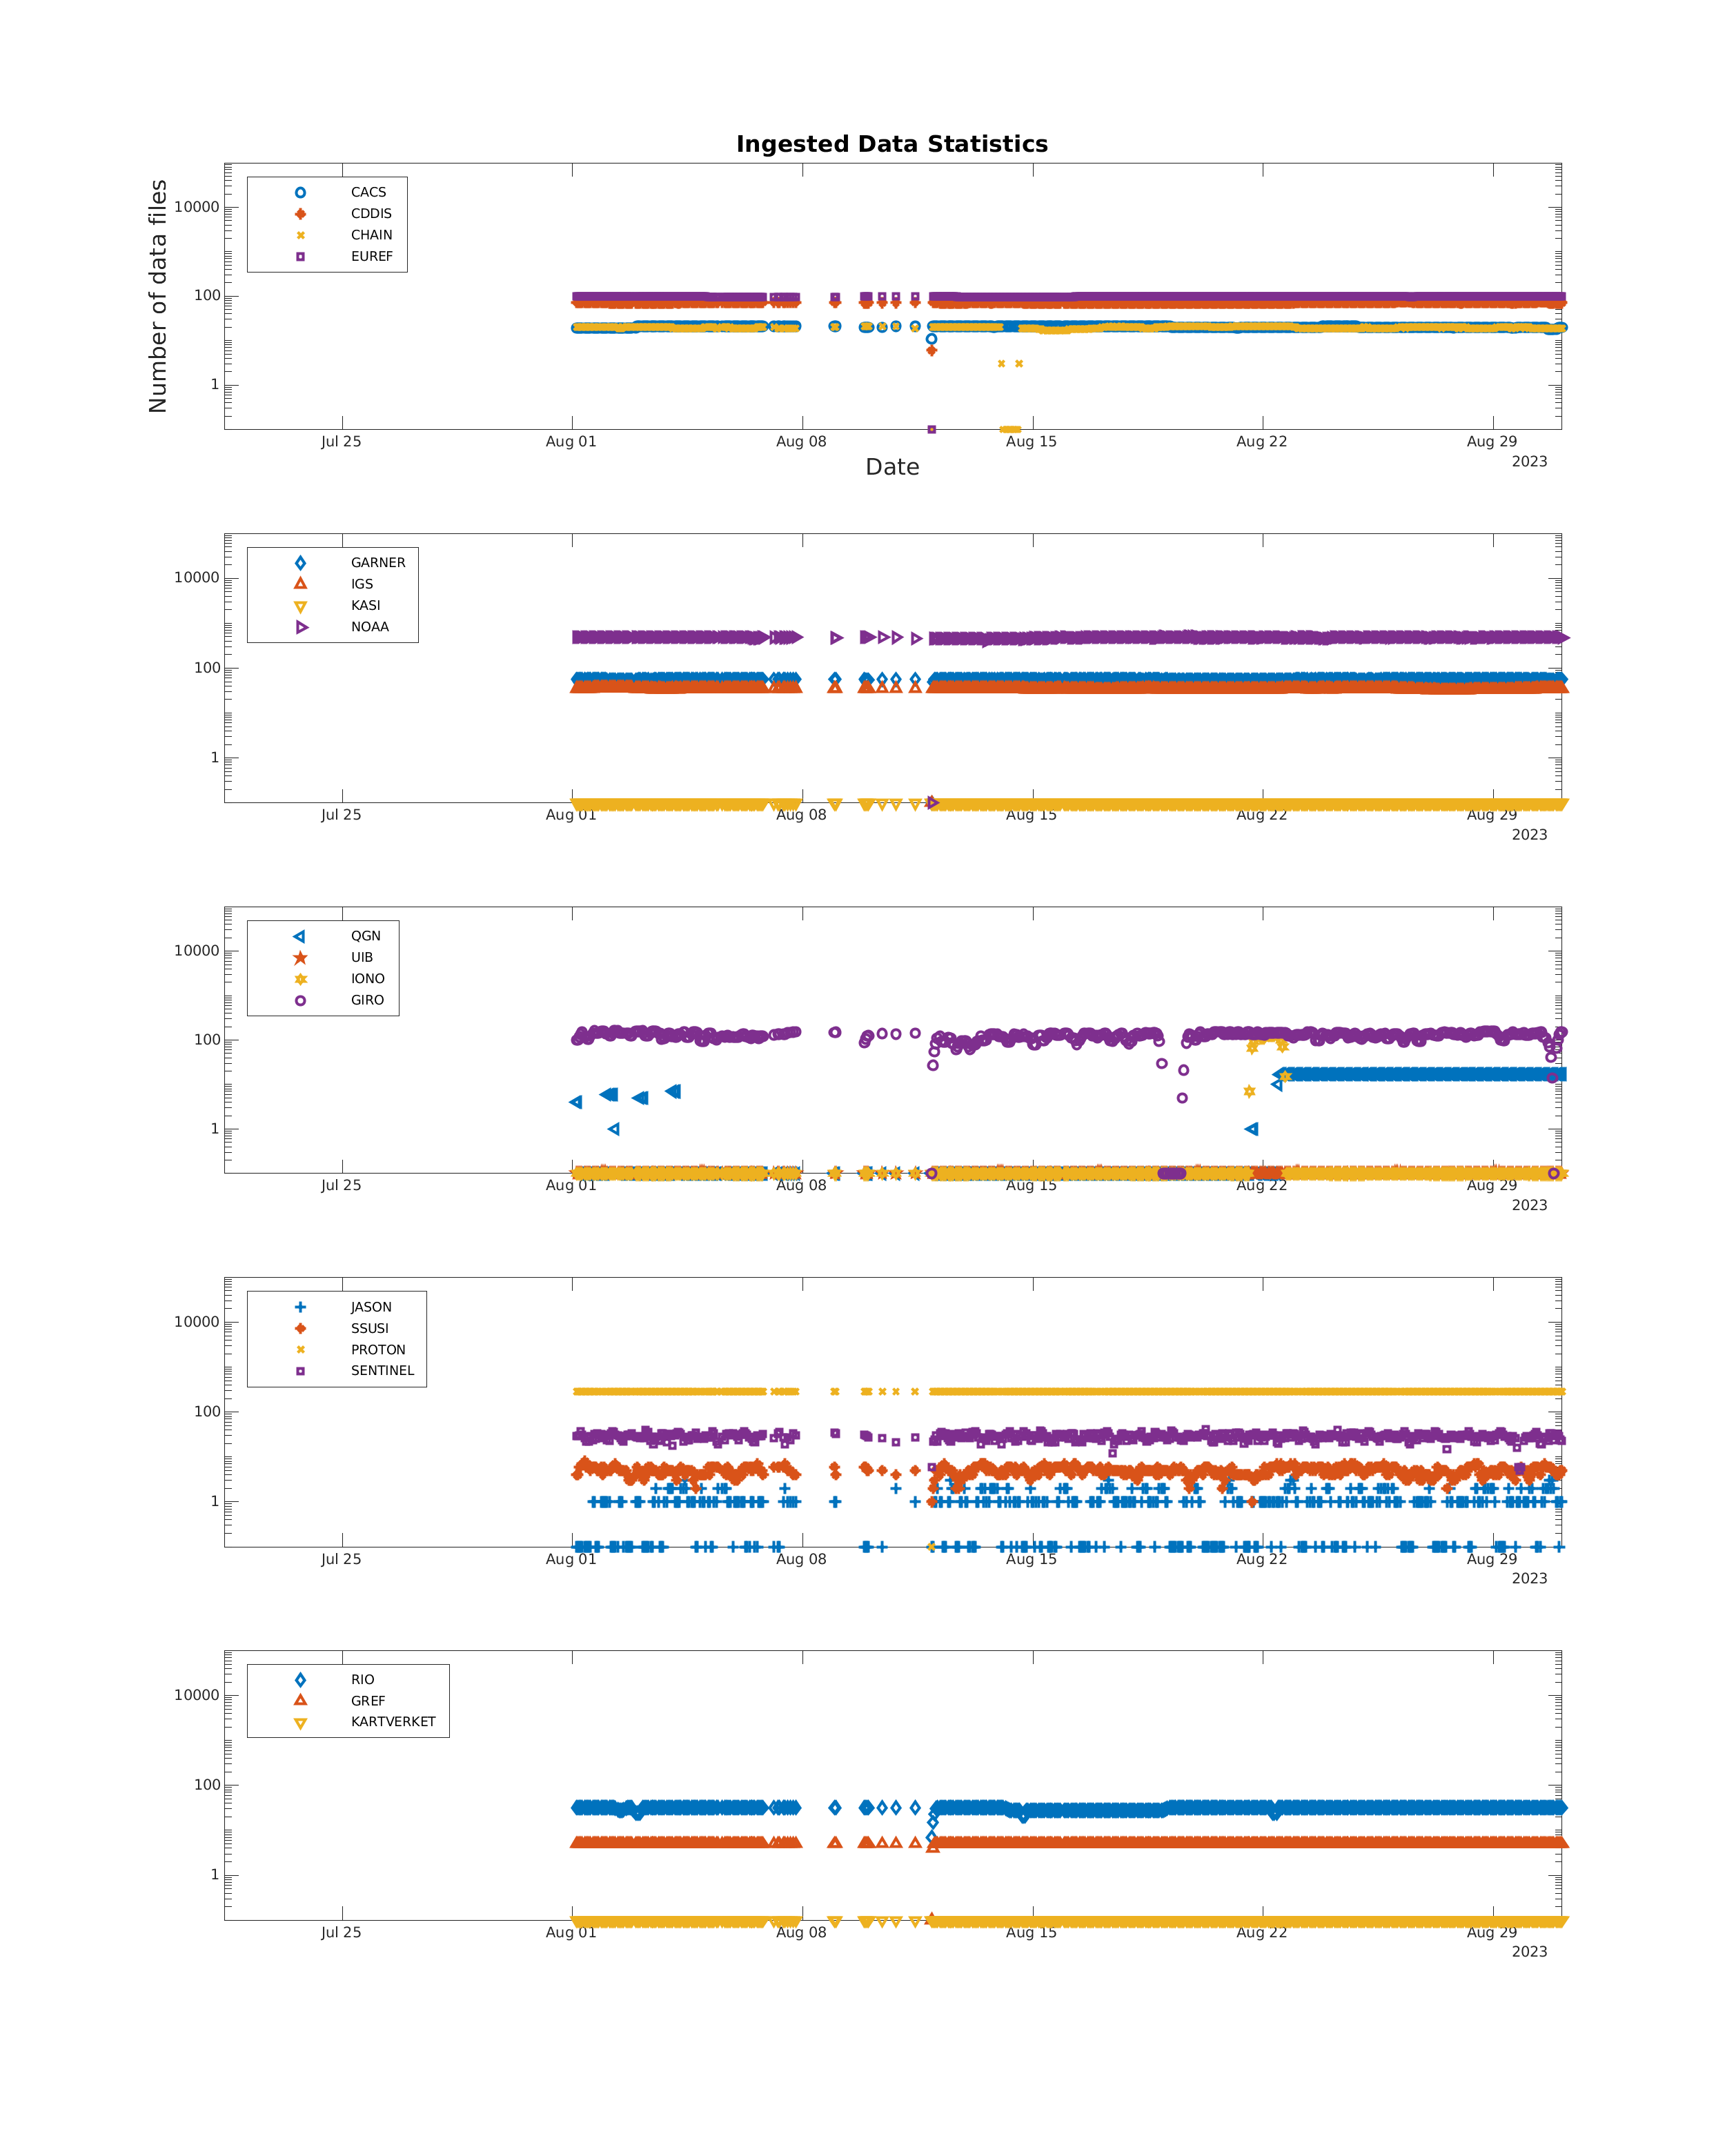 Ingested Data Statistics
Number of data files
CACS
CDDIS
CHAIN
EUREF
10000
100
1
Jul 25 Aug 01 Aug 08 Aug 15 Aug 22 Aug 29
2023
Date
GARNER
IGS
KASI
NOAA
10000
100
1
Jul 25 Aug 01 Aug 08 Aug 15 Aug 22 Aug 29
2023
QGN
UIB
IONO
GIRO
10000
100
1
Jul 25 Aug 01 Aug 08 Aug 15 Aug 22 Aug 29
2023
JASON
SSUSI
PROTON
SENTINEL
10000
100
1
Jul 25 Aug 01 Aug 08 Aug 15 Aug 22 Aug 29
2023
RIO
GREF
KARTVERKET
10000
100
1
Jul 25 Aug 01 Aug 08 Aug 15 Aug 22 Aug 29
2023